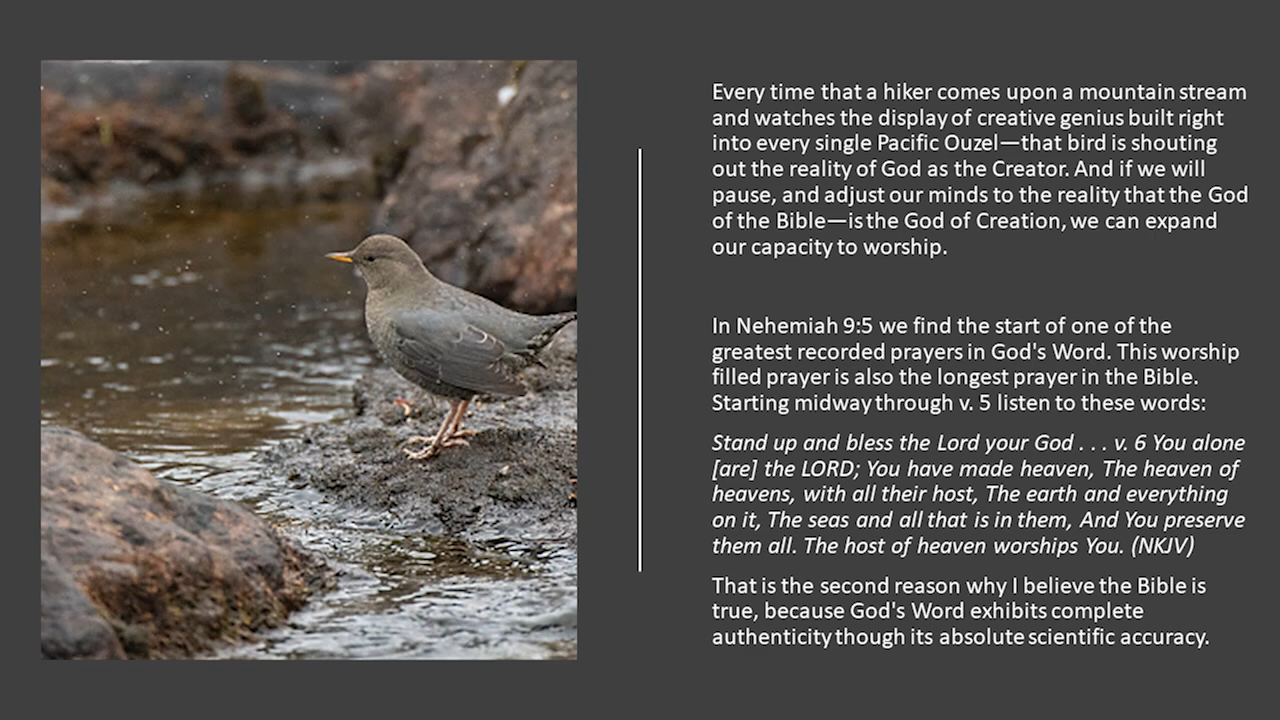 Every time that a hiker comes upon a mountain stream
and watches the display of creative genius built right
into every single Pacific Ouzel—that bird is shouting
out the reality of God as the Creator. And if we will
pause, and adjust our minds to the reality that the God
of the Bible—is the God of Creation, we can expand
our capacity to worship.
In Nehemiah 9:5 we find the start of one of the
greatest recorded prayers in God's Word. This worship
filled prayer is also the longest prayer in the Bible.
Starting midway through v. 5 listen to these words:
Stand up and bless the Lord your God . . . v. 6 You alone
[are] the LORD; You have made heaven, The heaven of
heavens, with all their host, The earth and everything
on it, The seas and all that is in them, And You preserve
them all. The host of heaven worships You. (NKJV)
That is the second reason why I believe the Bible is
true, because God's Word exhibits complete
authenticity though its absolute scientific accuracy.